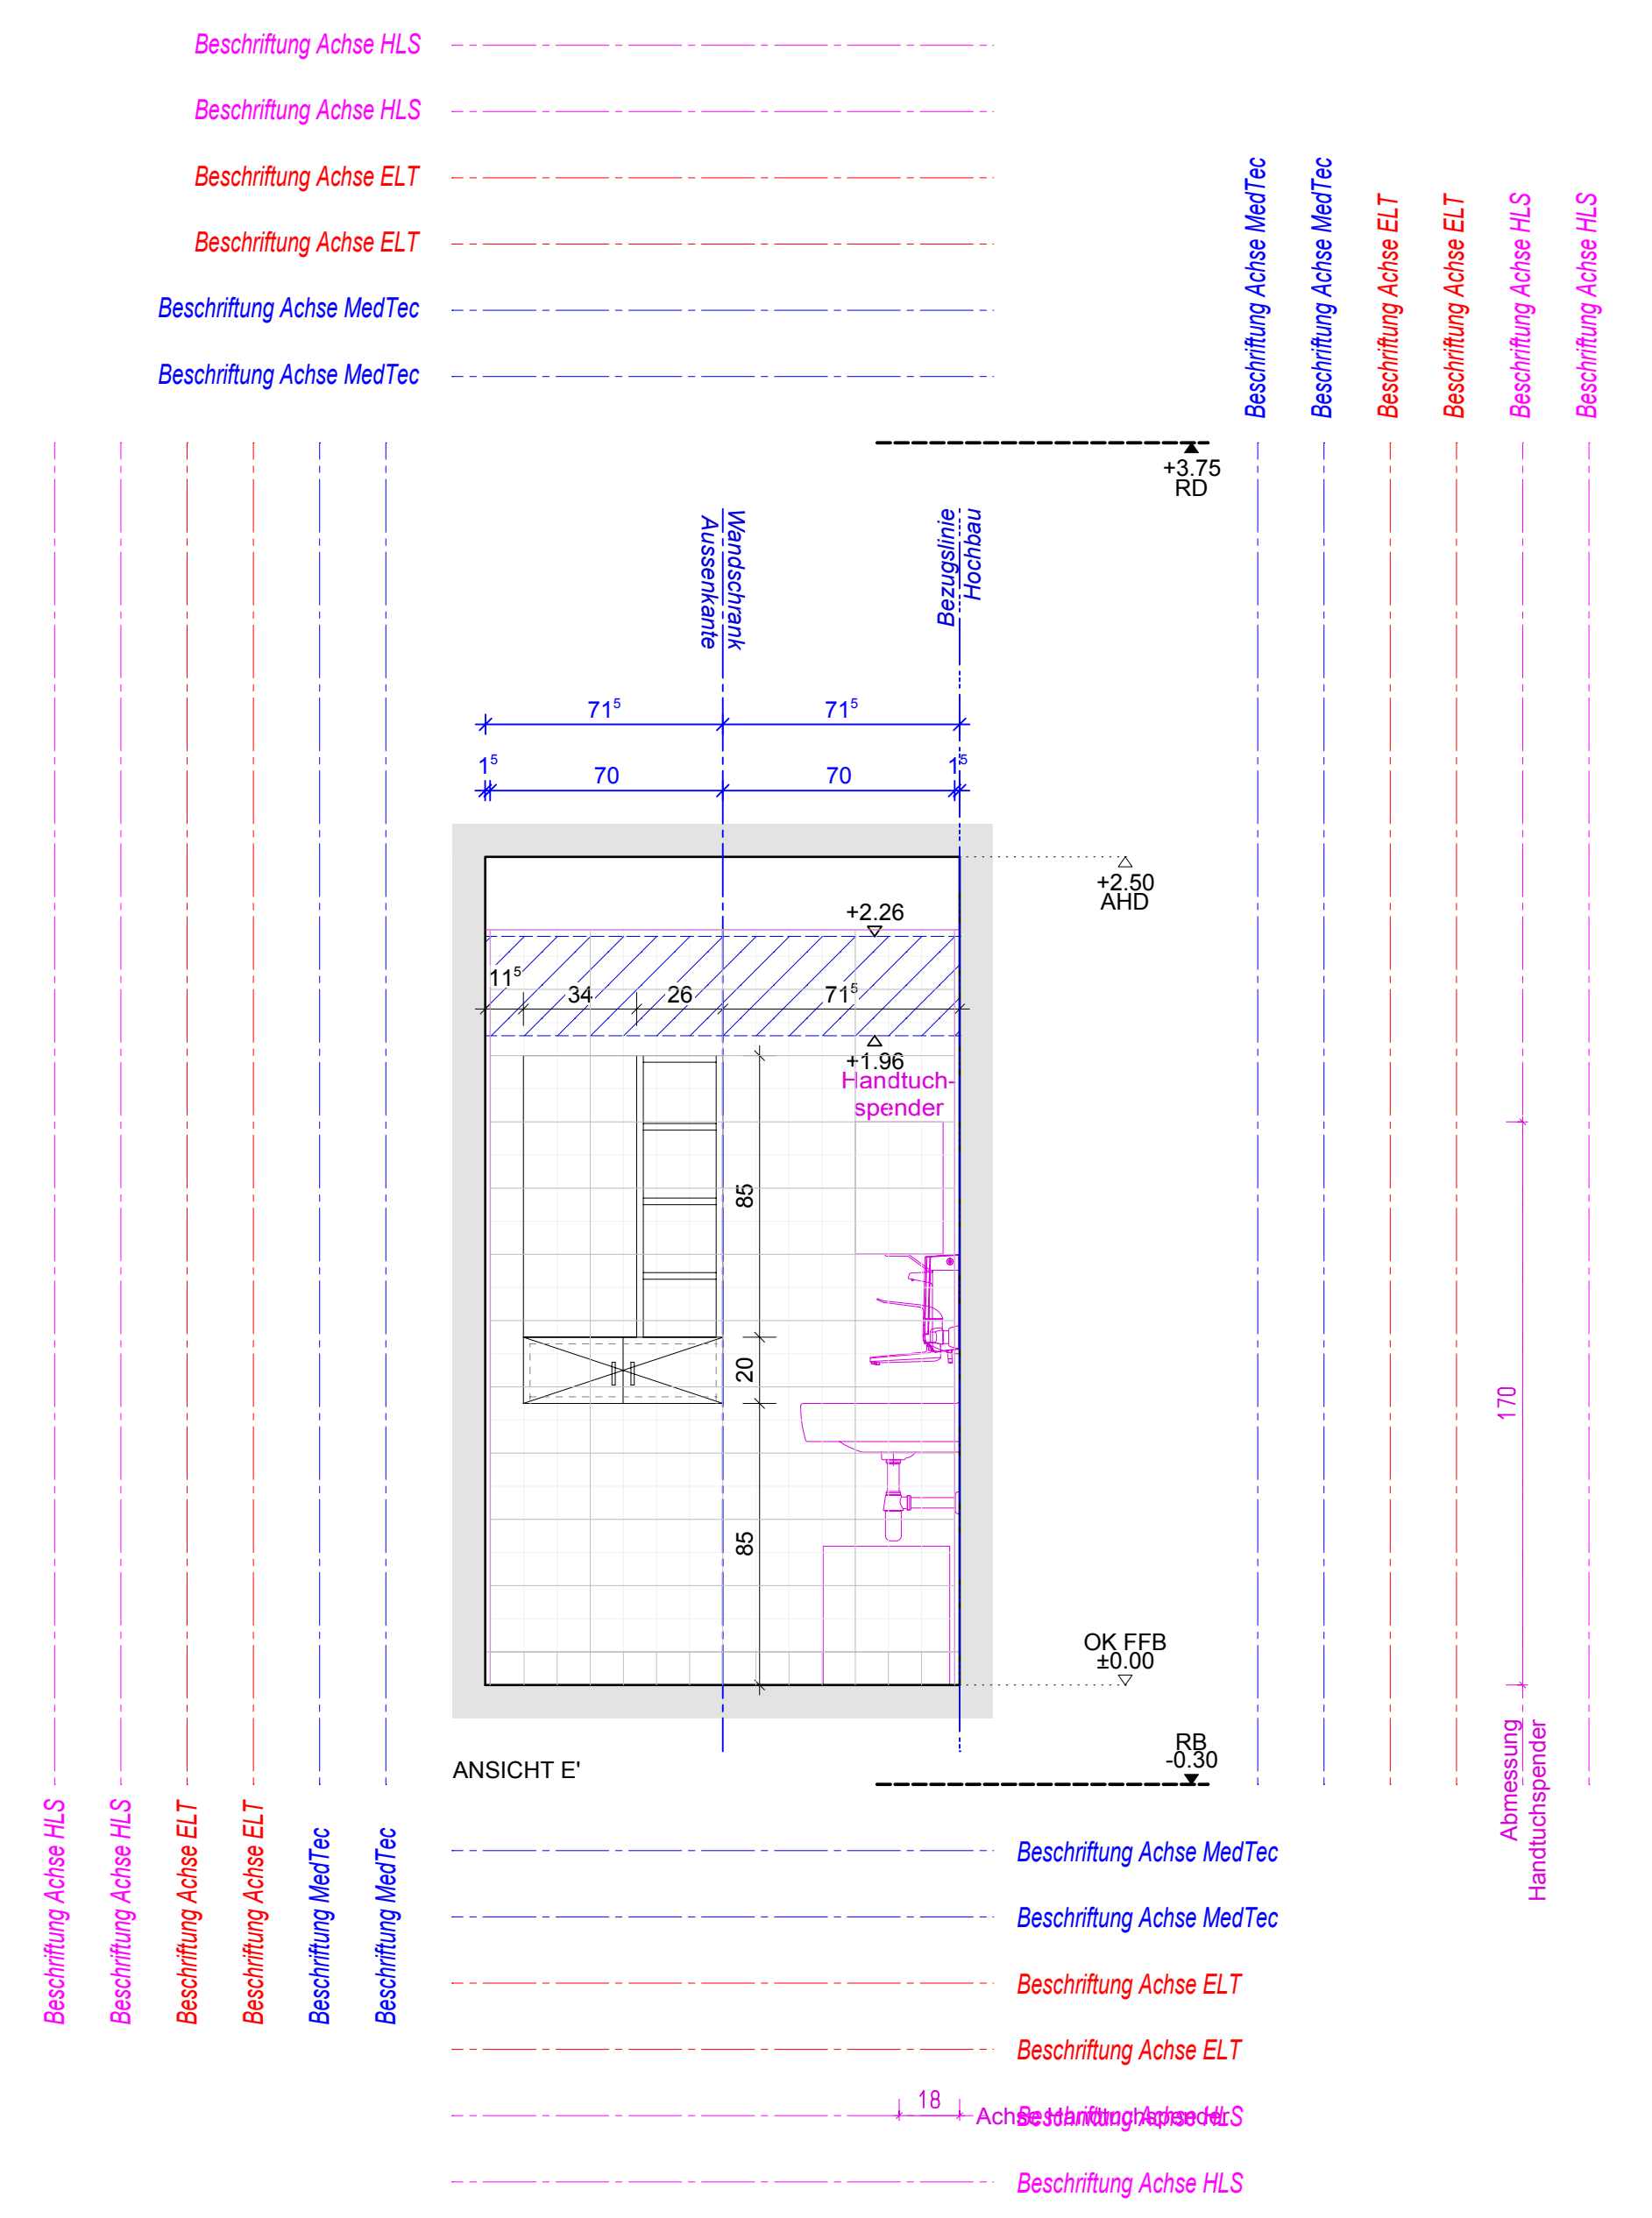 Beschriftung Achse HLS
Beschriftung Achse HLS
Beschriftung Achse ELT
Beschriftung Achse ELT
Beschriftung Achse MedTec
Beschriftung Achse MedTec
Beschriftung Achse MedTec
Beschriftung Achse MedTec
Beschriftung Achse ELT
Beschriftung Achse ELT
Beschriftung Achse HLS
Beschriftung Achse HLS
+3.75
RD
Wandschrank
Aussenkante
Bezugslinie
Hochbau
71⁵
71⁵
1⁵
70
70
1⁵
+2.50
AHD
+2.26
11⁵
34
26
71⁵
+1.96
Handtuch-
spender
85
20
85
170
OK FFB
±0.00
RB
-0.30
ANSICHT E'
Abmessung
Handtuchspender
Beschriftung Achse HLS
Beschriftung Achse HLS
Beschriftung Achse ELT
Beschriftung Achse ELT
Beschriftung MedTec
Beschriftung MedTec
Beschriftung Achse MedTec
Beschriftung Achse MedTec
Beschriftung Achse ELT
Beschriftung Achse ELT
18
Achse Handtuchspender
Beschriftung Achse HLS
Beschriftung Achse HLS